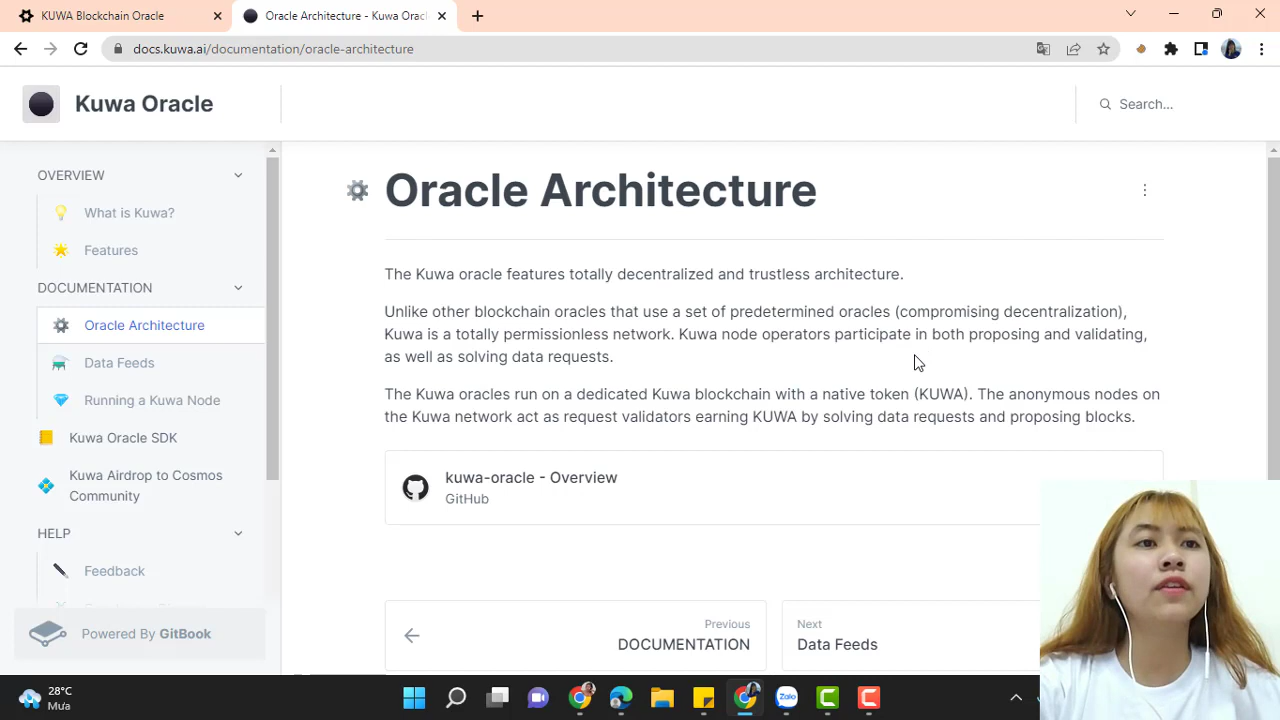 KUWA Blockchain Oracle
Oracle Architecture - Kuwa Orac
docs.kuwa.ai/documentation/oracle-architecture
Kuwa Oracle
Search...
OVERVIEW
What is Kuwa?
Features
DOCUMENTATION
Oracle Architecture
Data Feeds
Running a Kuwa Node
Kuwa Oracle SDK
Kuwa Airdrop to Cosmos
Community
HELP
Feedback
Powered By GitBook
Oracle Architecture
The Kuwa oracle features totally decentralized and trustless architecture.
Unlike other blockchain oracles that use a set of predetermined oracles (compromising decentralization),
Kuwa is a totally permissionless network. Kuwa node operators participate in both proposing and validating,
as well as solving data requests.
The Kuwa oracles run on a dedicated Kuwa blockchain with a native token (KUWA). The anonymous nodes on
the Kuwa network act as request validators earning KUWA by solving data requests and proposing blocks.
kuwa-oracle - Overview
GitHub
Previous
DOCUMENTATION
Next
Data Feeds
28°C
Mưa
Zalo